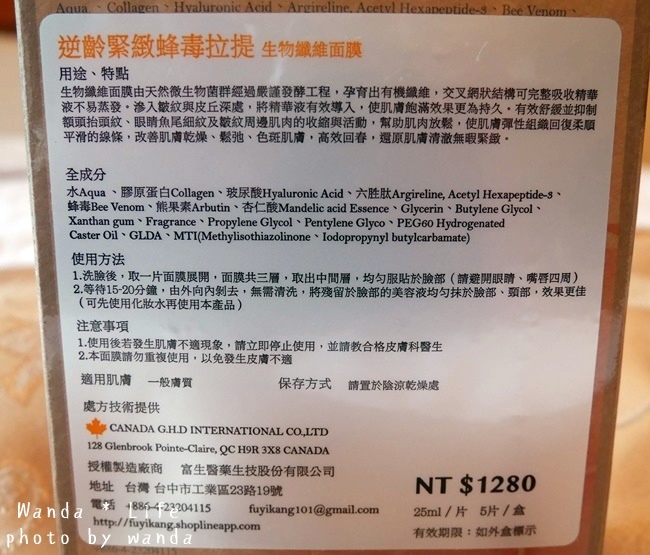 Aqua、Collagen、Hyaluronic Acid、Argireline, Acetyl Hexapeptide-8、Bee Venom、
逆齡緊緻蜂毒拉提 生物纖維面膜
用途、特點
生物纖維面膜由天然微生物菌群經過嚴謹發酵工程，孕育出有機纖維，交叉網狀結構可完整吸收精華
液不易蒸發。滲入皺紋與皮丘深處，將精華液有效導入，使肌膚飽滿效果更為持久。有效舒緩並抑制
額頭抬頭紋、眼睛魚尾細紋及皺紋周邊肌肉的收縮與活動，幫助肌肉放鬆，使肌膚彈性組織回復柔順
平滑的線條，改善肌膚乾燥、鬆弛、色斑肌膚，高效回春，還原肌膚清澈無暇緊緻。
全成分
水Aqua、膠原蛋白Collagen、玻尿酸Hyaluronic Acid、六胜肽Argireline, Acetyl Hexapeptide-8、
蜂毒Bee Venom、熊果素Arbutin、杏仁酸Mandelic acid Essence、Glycerin、Butylene Glycol、
Xanthan gum、Fragrance、Propylene Glycol、Pentylene Glyco、PEG60 Hydrogenated
Caster Oil、GLDA、MTI(Methylisothiazolinone、Iodopropynyl butylcarbamate)
使用方法
1.洗臉後，取一片面膜展開，面膜共三層，取出中間層，均勻服貼於臉部（請避開眼睛、嘴唇四周）
2.等待15-20分鐘，由外向內剝去，無需清洗，將殘留於臉部的美容液均勻抹於臉部、頸部，效果更佳
（可先使用化妝水再使用本產品）
注意事項
1.使用後若發生肌膚不適現象，請立即停止使用，並請教合格皮膚科醫生
2.本面膜請勿重複使用，以免發生皮膚不適
適用肌膚 一般膚質 保存方式 請置於陰涼乾燥處
處方技術提供
CANADA G.H.D INTERNATIONAL CO.,LTD
128 Glenbrook Pointe-Claire, QC H9R 3X8 CANADA
授權製造廠商 富生醫藥生技股份有限公司
地址 台灣 台中市工業區23路19號
電話 +886-4-23204115 fuyikang101@gmail.com
http://fuyikang.shoplineapp.com
NT $1280
25ml / 片 5片 / 盒
有效期限：如外盒標示
Wanda * Life
photo by wanda